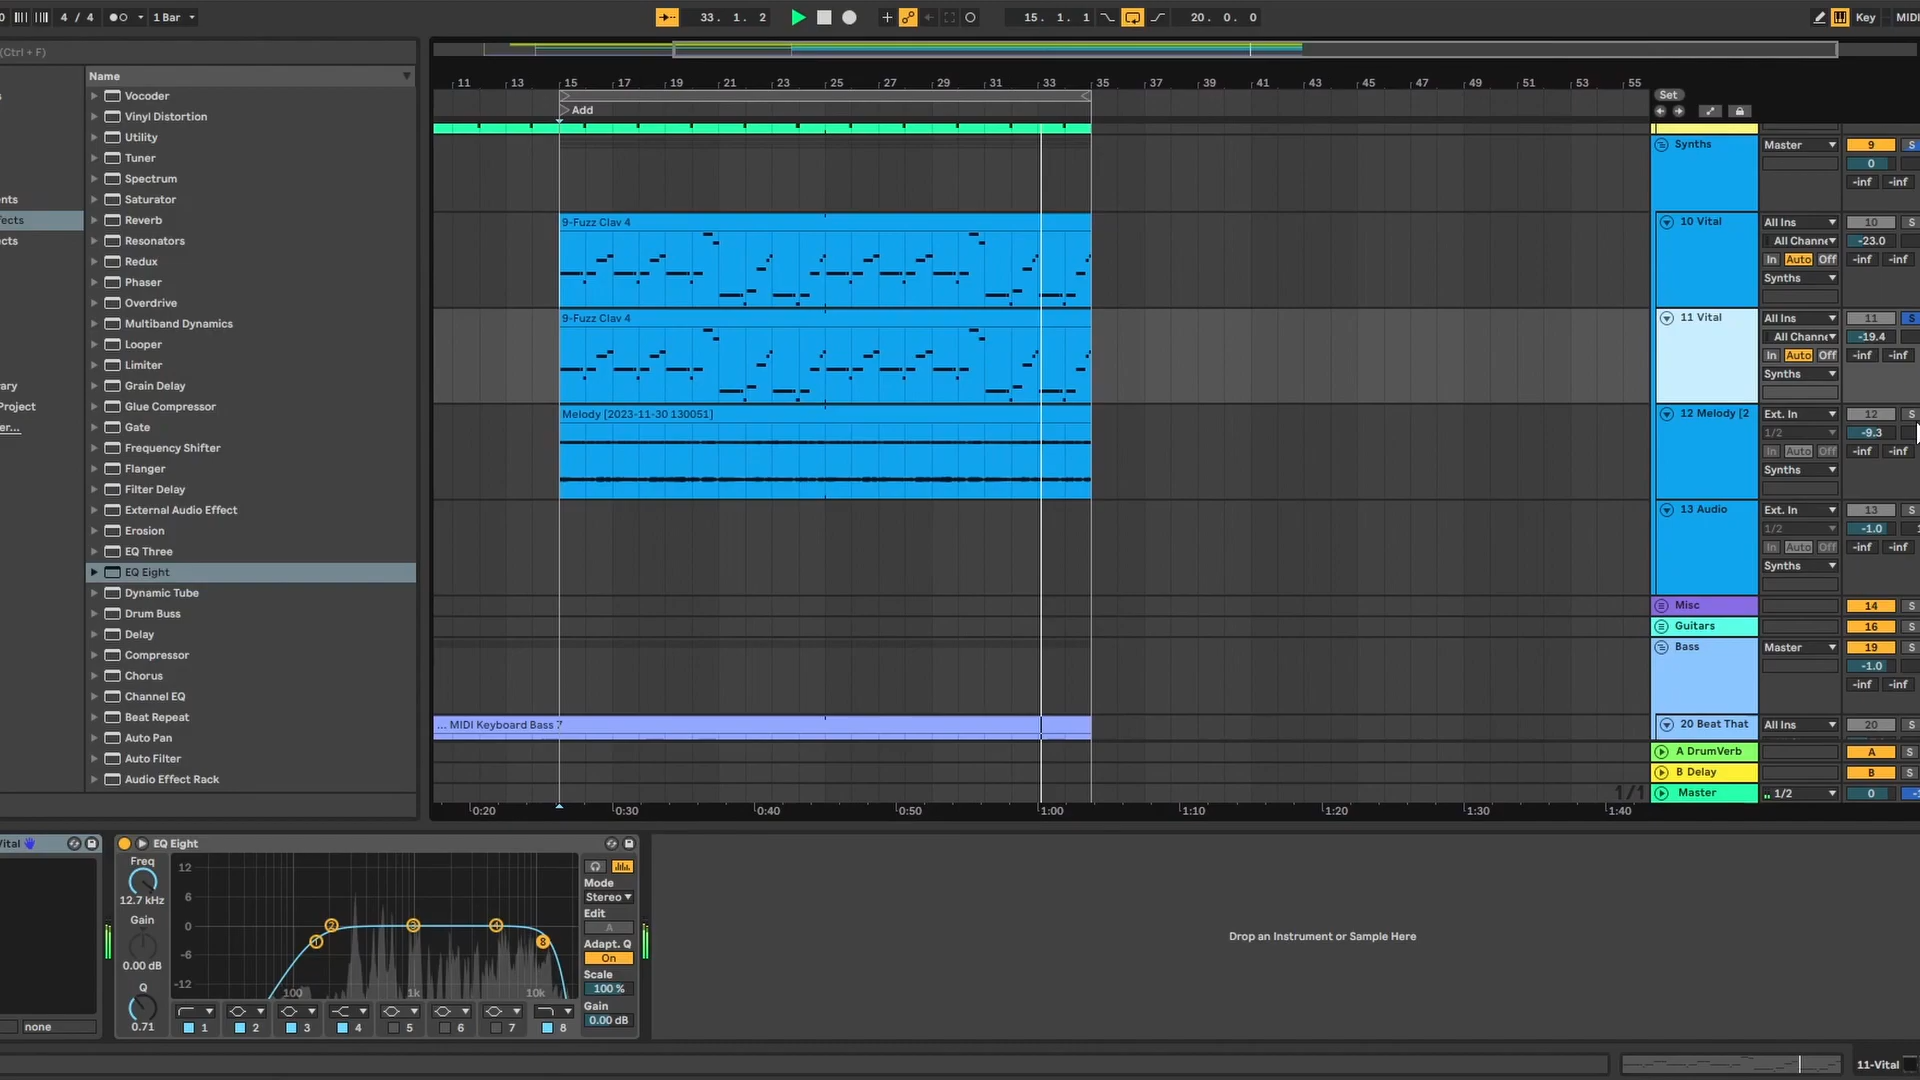 0 4 / 4 1 Bar 33. 1. 2 15. 1. 1 20. 0. 0 Key MIDI
(Ctrl + F)
Name
Vocoder
Vinyl Distortion
Utility
Tuner
Spectrum
Saturator
Reverb
Resonators
Redux
Phaser
Overdrive
Multiband Dynamics
Looper
Limiter
Grain Delay
Glue Compressor
Gate
Frequency Shifter
Flanger
Filter Delay
External Audio Effect
Erosion
EQ Three
EQ Eight
Dynamic Tube
Drum Buss
Delay
Compressor
Chorus
Channel EQ
Beat Repeat
Auto Pan
Auto Filter
Audio Effect Rack
s
ents
fects
cts
ary
Project
er...
11 13 15 17 19 21 23 25 27 29 31 33 35 37 39 41 43 45 47 49 51 53 55
Add
9-Fuzz Clav 4
9-Fuzz Clav 4
Melody [2023-11-30 130051]
... MIDI Keyboard Bass 7
0:20 0:30 0:40 0:50 1:00 1:10 1:20 1:30 1:40
1/1
Set
Synths Master 9 S
0
-inf -inf
10 Vital All Ins 10 S
All Channe -23.0
In Auto Off -inf -inf
Synths
11 Vital All Ins 11 S
All Channe -19.4
In Auto Off -inf -inf
Synths
12 Melody [2 Ext. In 12 S
1/2 -9.3
In Auto Off -inf -inf
Synths
13 Audio Ext. In 13 S
1/2 -1.0
In Auto Off -inf -inf
Synths
Misc 14 S
Guitars 16 S
Bass Master 19 S
-1.0
-inf -inf
20 Beat That All Ins 20 S
A DrumVerb A S
B Delay B S
Master 1/2 0
Vital
none
EQ Eight
Freq
12.7 kHz
Gain
0.00 dB
Q
0.71
12
6
0
-6
-12
100 1k 10k
1 2 3 4 8
1 2 3 4 5 6 7 8
Mode
Stereo
Edit
A
Adapt. Q
On
Scale
100 %
Gain
0.00 dB
Drop an Instrument or Sample Here
11-Vital